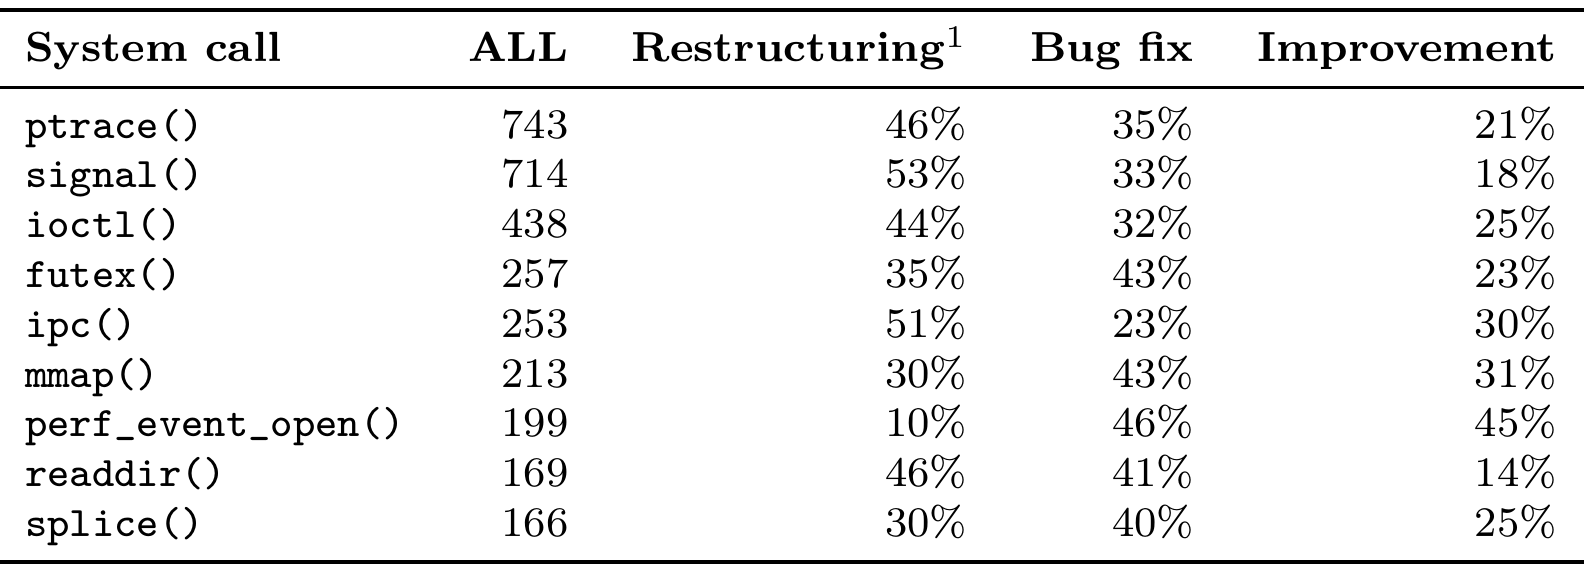 System call ALL Restructuring¹ Bug fix Improvement
ptrace() 743 46% 35% 21%
signal() 714 53% 33% 18%
ioctl() 438 44% 32% 25%
futex() 257 35% 43% 23%
ipc() 253 51% 23% 30%
mmap() 213 30% 43% 31%
perf_event_open() 199 10% 46% 45%
readdir() 169 46% 41% 14%
splice() 166 30% 40% 25%